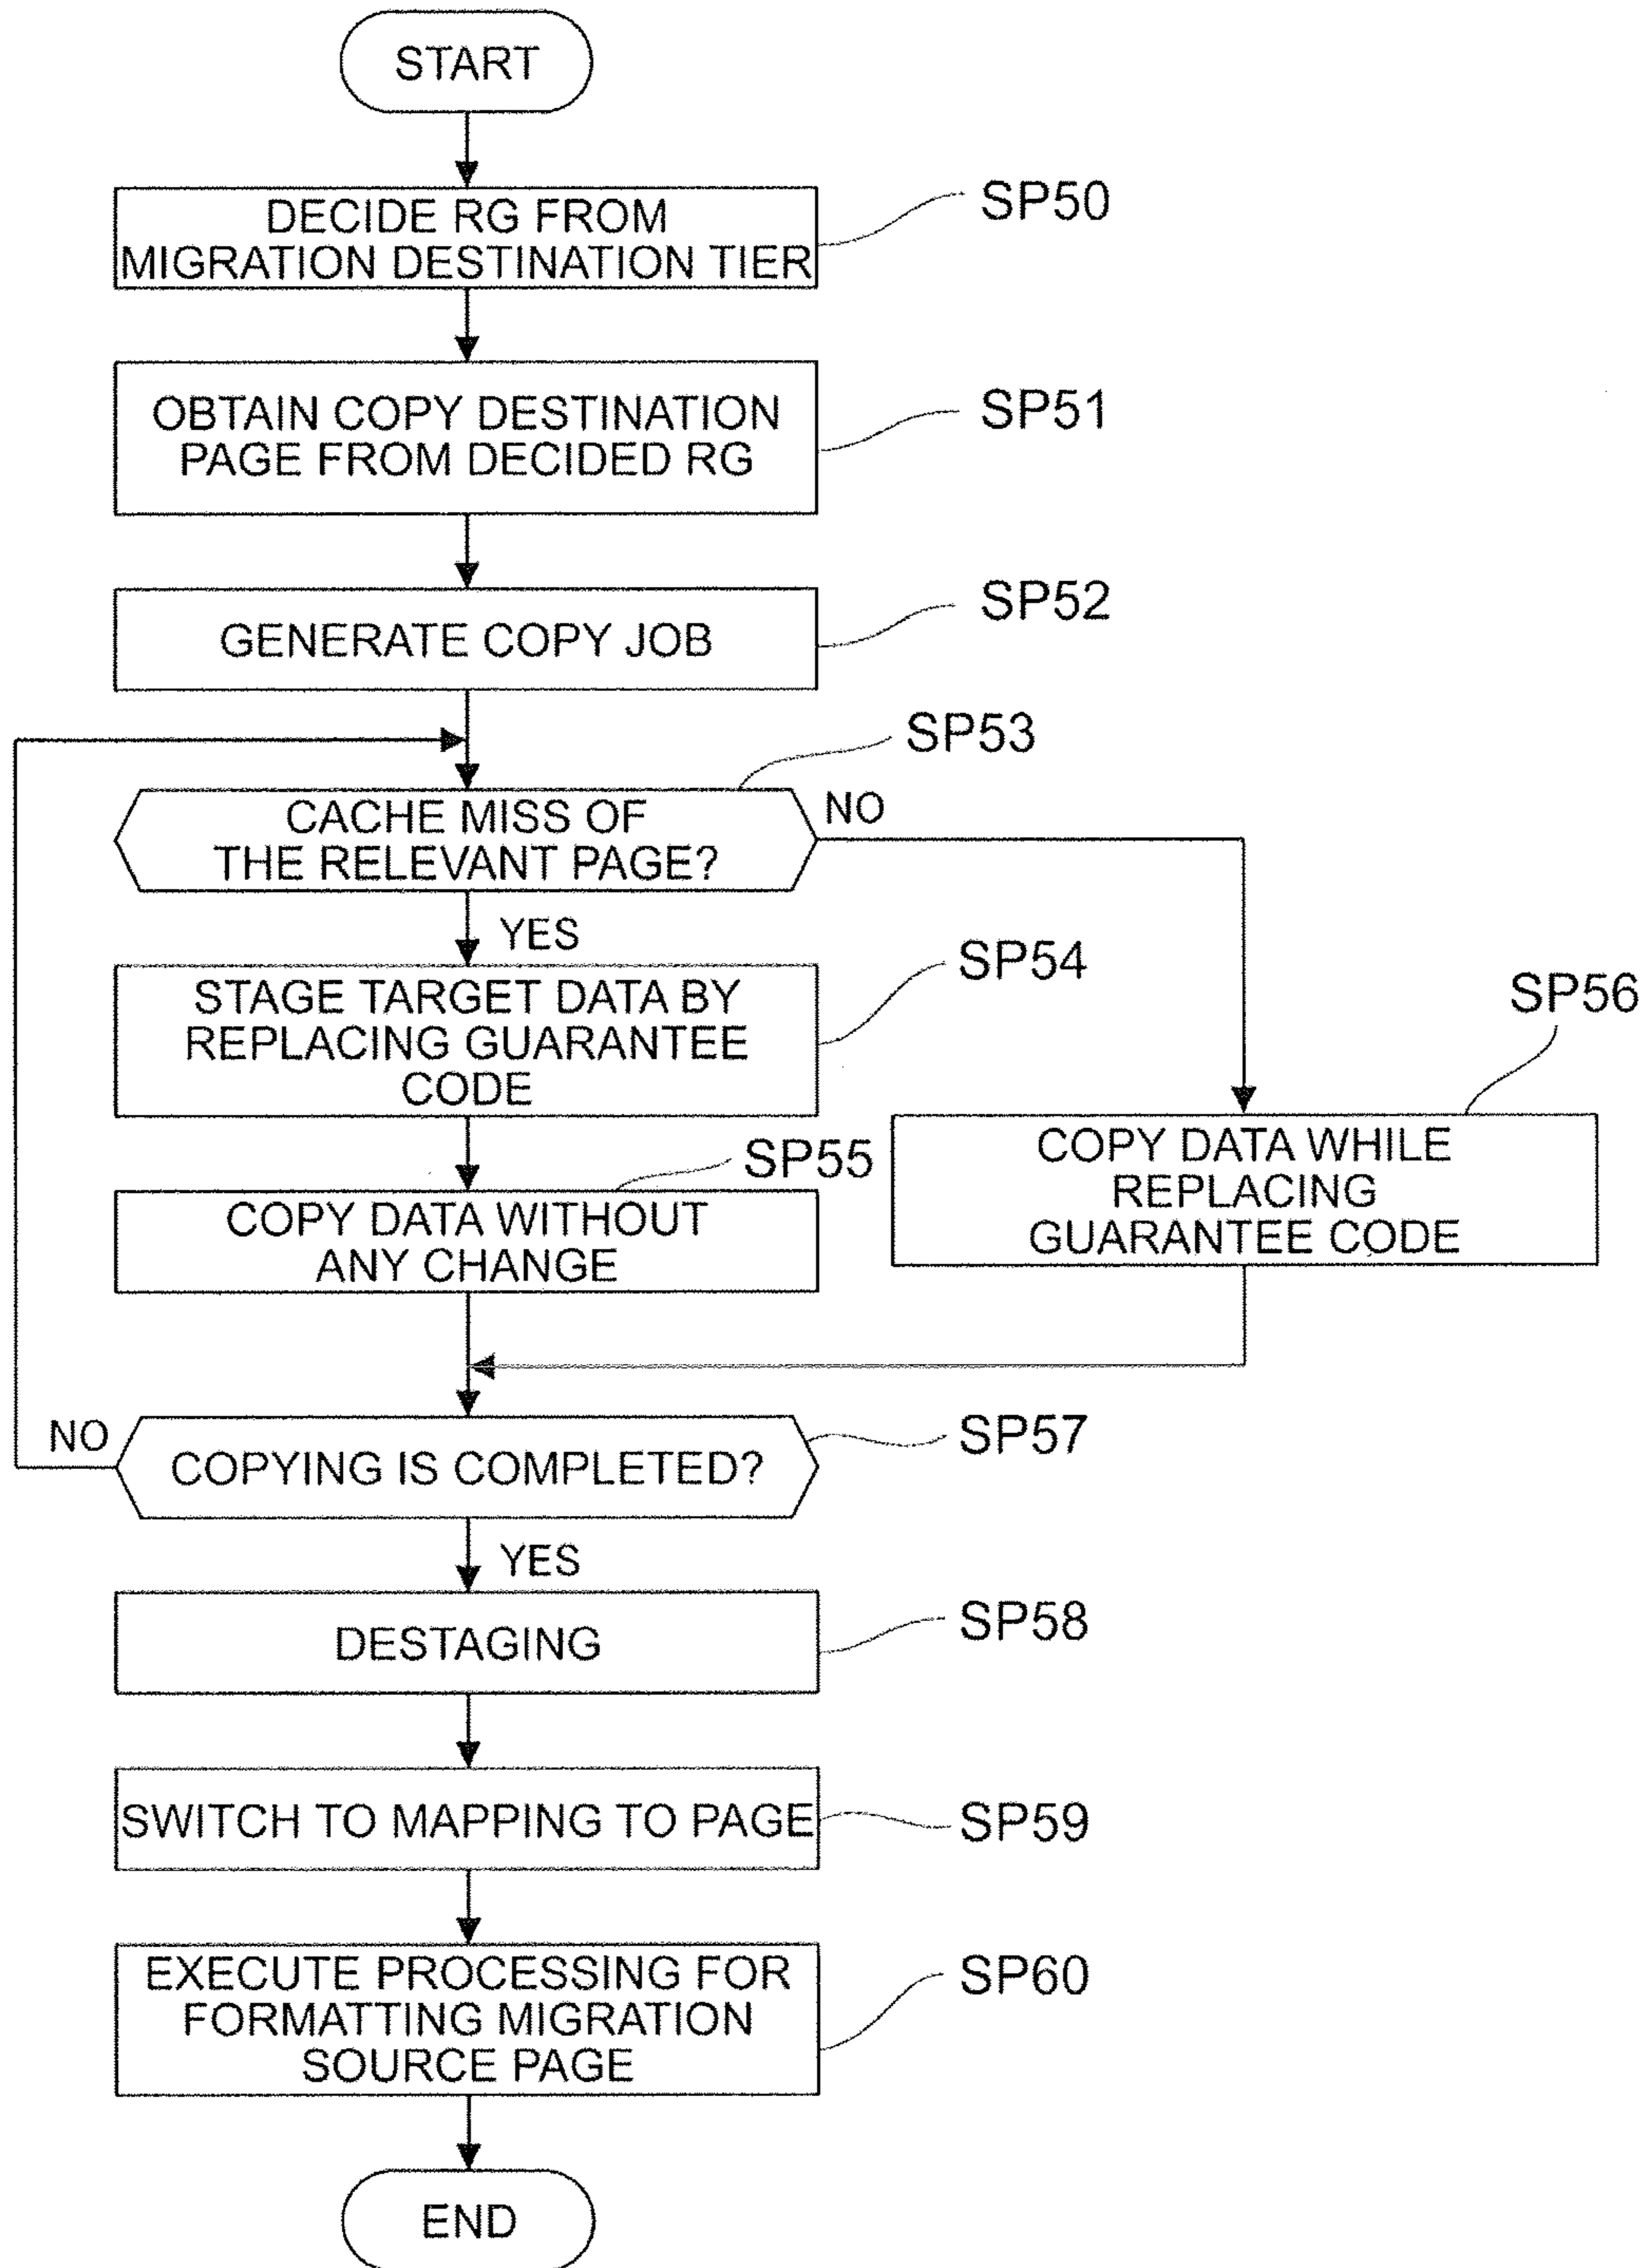 START
DECIDE RG FROM
MIGRATION DESTINATION TIER
SP50
OBTAIN COPY DESTINATION
PAGE FROM DECIDED RG
SP51
GENERATE COPY JOB
SP52
CACHE MISS OF
THE RELEVANT PAGE?
SP53
NO
YES
STAGE TARGET DATA BY
REPLACING GUARANTEE
CODE
SP54
COPY DATA WITHOUT
ANY CHANGE
SP55
COPY DATA WHILE
REPLACING
GUARANTEE CODE
SP56
COPYING IS COMPLETED?
SP57
NO
YES
DESTAGING
SP58
SWITCH TO MAPPING TO PAGE
SP59
EXECUTE PROCESSING FOR
FORMATTING MIGRATION
SOURCE PAGE
SP60
END